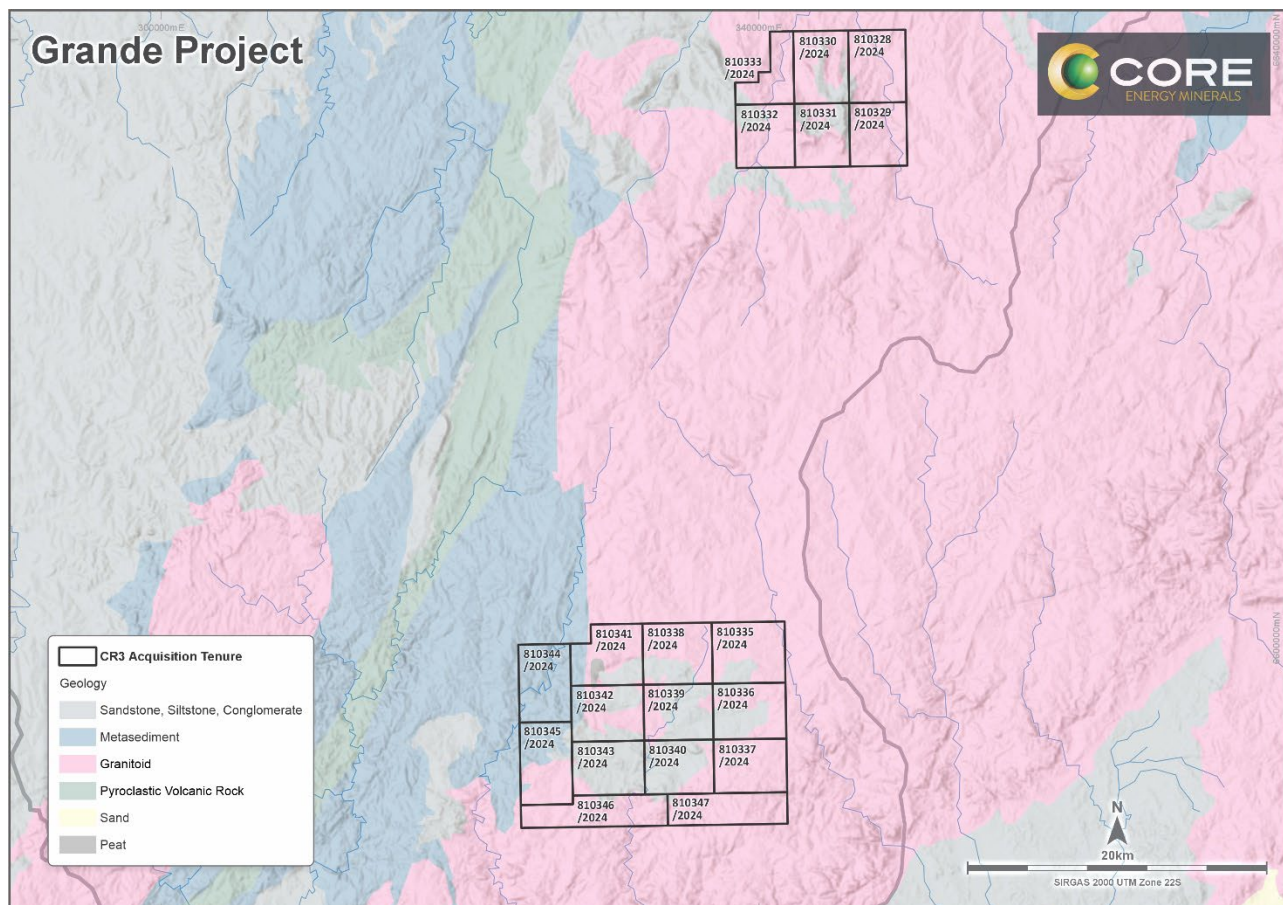 300000mE
340000mE
6640000mN
Grande Project
CORE
ENERGY MINERALS
810333
/2024
810330
/2024
810328
/2024
810332
/2024
810331
/2024
810329
/2024
6600000mN
810344
/2024
810341
/2024
810338
/2024
810335
/2024
810342
/2024
810339
/2024
810336
/2024
810345
/2024
810343
/2024
810340
/2024
810337
/2024
810346
/2024
810347
/2024
CR3 Acquisition Tenure
Geology
Sandstone, Siltstone, Conglomerate
Metasediment
Granitoid
Pyroclastic Volcanic Rock
Sand
Peat
N
20km
SIRGAS 2000 UTM Zone 22S